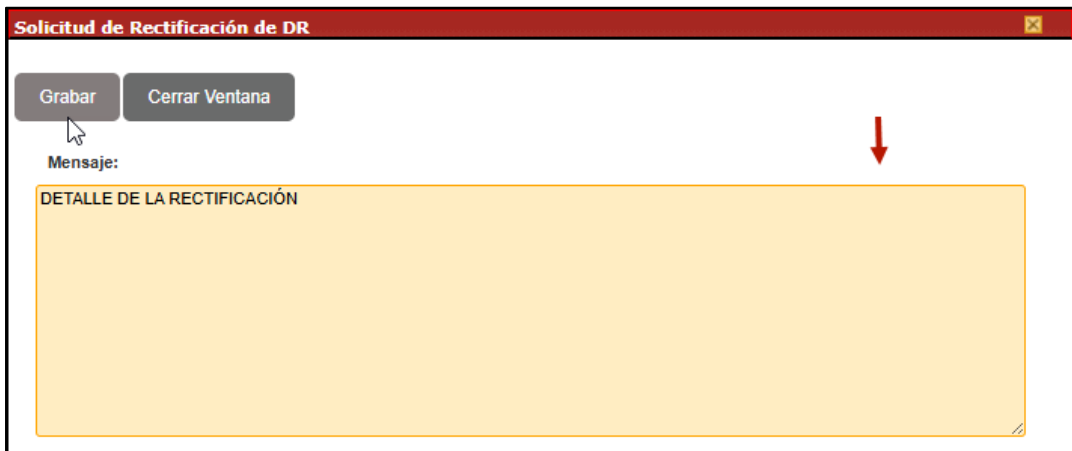 Solicitud de Rectificación de DR
Grabar Cerrar Ventana
Mensaje:
DETALLE DE LA RECTIFICACIÓN